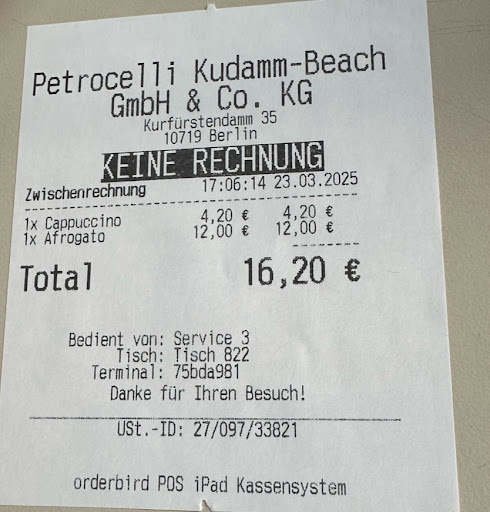 Petrocelli Kudamm-Beach
GmbH & Co. KG
Kurfürstendamm 35
10719 Berlin
KEINE RECHNUNG
Zwischenrechnung 17:06:14 23.03.2025
1x Cappuccino 4,20 € 4,20 €
1x Afrogato 12,00 € 12,00 €
Total 16,20 €
Bedient von: Service 3
Tisch: Tisch 822
Terminal: 75bda981
Danke für Ihren Besuch!
USt.-ID: 27/097/33821
orderbird POS iPad Kassensystem